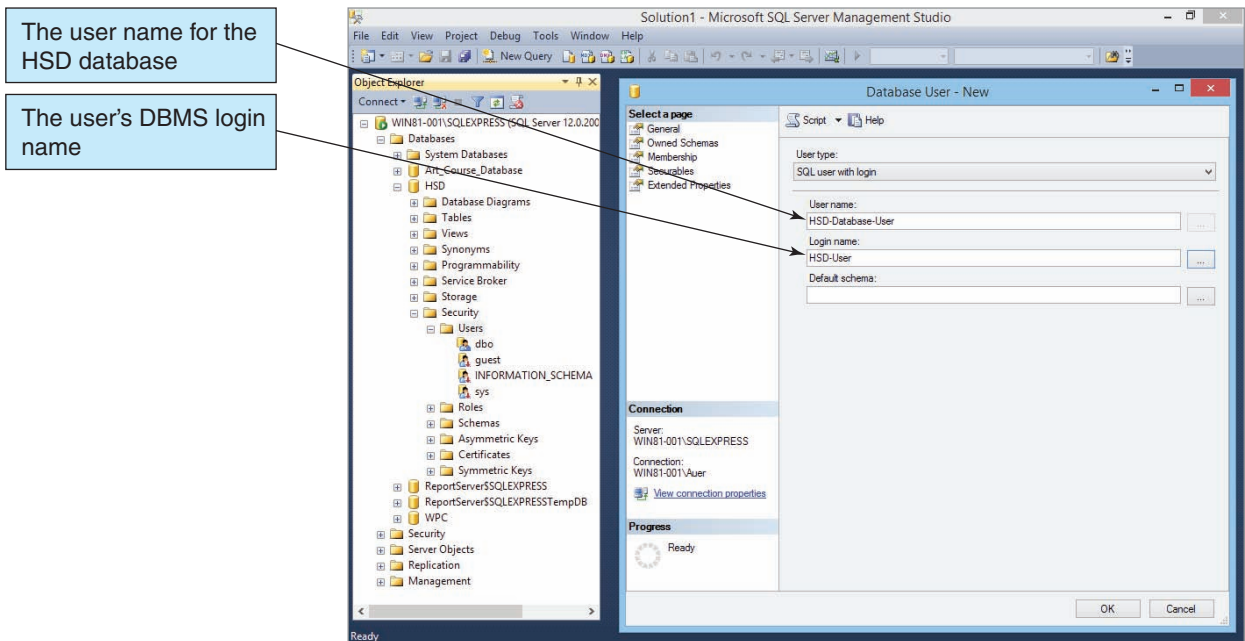 The user name for the
HSD database
The user's DBMS login
name
Solution1 - Microsoft SQL Server Management Studio
File Edit View Project Debug Tools Window Help
New Query
Object Explorer
Connect
WIN81-001\SQLEXPRESS (SQL Server 12.0.200
Databases
System Databases
Art_Course_Database
HSD
Database Diagrams
Tables
Views
Synonyms
Programmability
Service Broker
Storage
Security
Users
dbo
guest
INFORMATION_SCHEMA
sys
Roles
Schemas
Asymmetric Keys
Certificates
Symmetric Keys
ReportServer$SQLEXPRESS
ReportServer$SQLEXPRESSTempDB
WPC
Security
Server Objects
Replication
Management
Ready
Database User - New
Select a page
General
Owned Schemas
Membership
Securables
Extended Properties
Connection
Server:
WIN81-001\SQLEXPRESS
Connection:
WIN81-001\Auer
View connection properties
Progress
Ready
Script Help
User type:
SQL user with login
User name:
HSD-Database-User
...
Login name:
HSD-User
...
Default schema:
...
OK Cancel